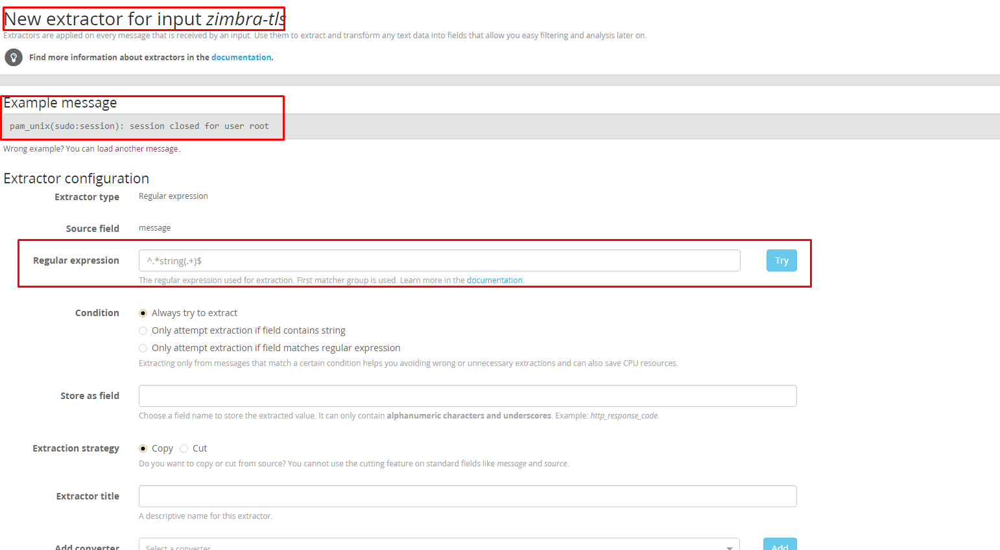 New extractor for input zimbra-tls
Extractors are applied on every message that is received by an input. Use them to extract and transform any text data into fields that allow you easy filtering and analysis later on.
Find more information about extractors in the documentation.
Example message
pam_unix(sudo:session): session closed for user root
Wrong example? You can load another message.
Extractor configuration
Extractor type Regular expression
Source field message
Regular expression ^.*string(.+)$ Try
The regular expression used for extraction. First matcher group is used. Learn more in the documentation.
Condition Always try to extract
Only attempt extraction if field contains string
Only attempt extraction if field matches regular expression
Extracting only from messages that match a certain condition helps you avoiding wrong or unnecessary extractions and can also save CPU resources.
Store as field
Choose a field name to store the extracted value. It can only contain alphanumeric characters and underscores. Example: http_response_code.
Extraction strategy Copy Cut
Do you want to copy or cut from source? You cannot use the cutting feature on standard fields like message and source.
Extractor title
A descriptive name for this extractor.
Add converter Select a converter Add